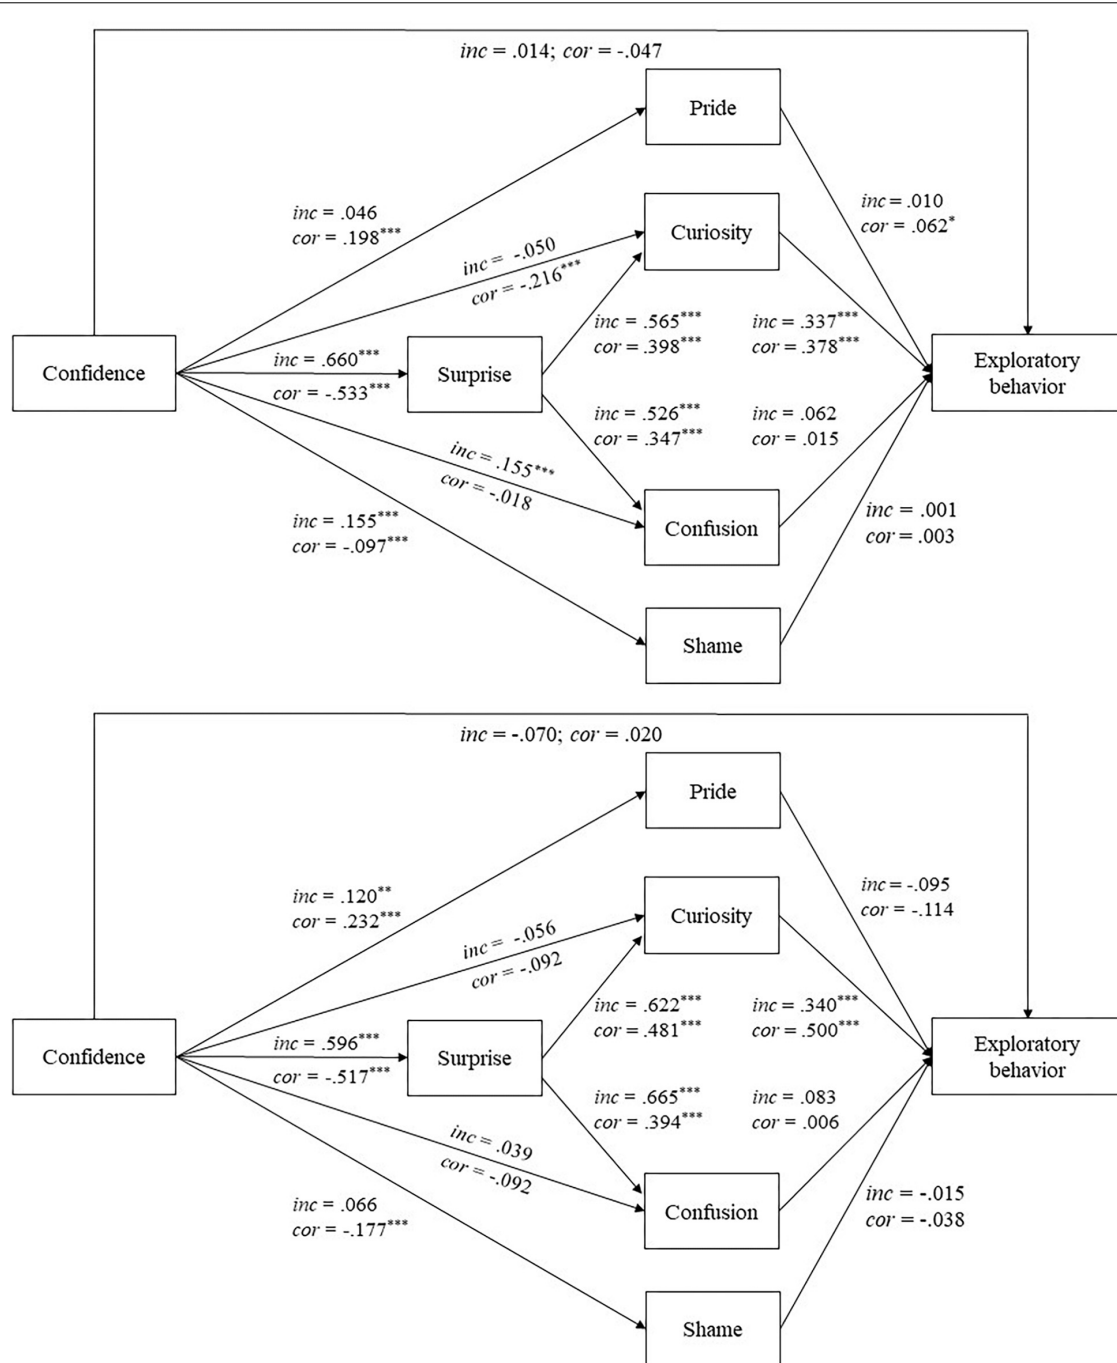 inc = .014; cor = -.047
Pride
inc = .046
cor = .198***
inc = .010
cor = .062*
Curiosity
inc = -.050
cor = -.216***
inc = .565***
cor = .398***
inc = .337***
cor = .378***
Confidence
inc = .660***
cor = -.533***
Surprise
Exploratory
behavior
inc = .526***
cor = .347***
inc = .062
cor = .015
inc = .155***
cor = -.018
inc = .155***
cor = -.097***
Confusion
inc = .001
cor = .003
Shame
inc = -.070; cor = .020
Pride
inc = .120**
cor = .232***
inc = -.095
cor = -.114
Curiosity
inc = -.056
cor = -.092
inc = .622***
cor = .481***
inc = .340***
cor = .500***
Confidence
inc = .596***
cor = -.517***
Surprise
Exploratory
behavior
inc = .665***
cor = .394***
inc = .083
cor = .006
inc = .039
cor = -.092
inc = .066
cor = -.177***
Confusion
inc = -.015
cor = -.038
Shame